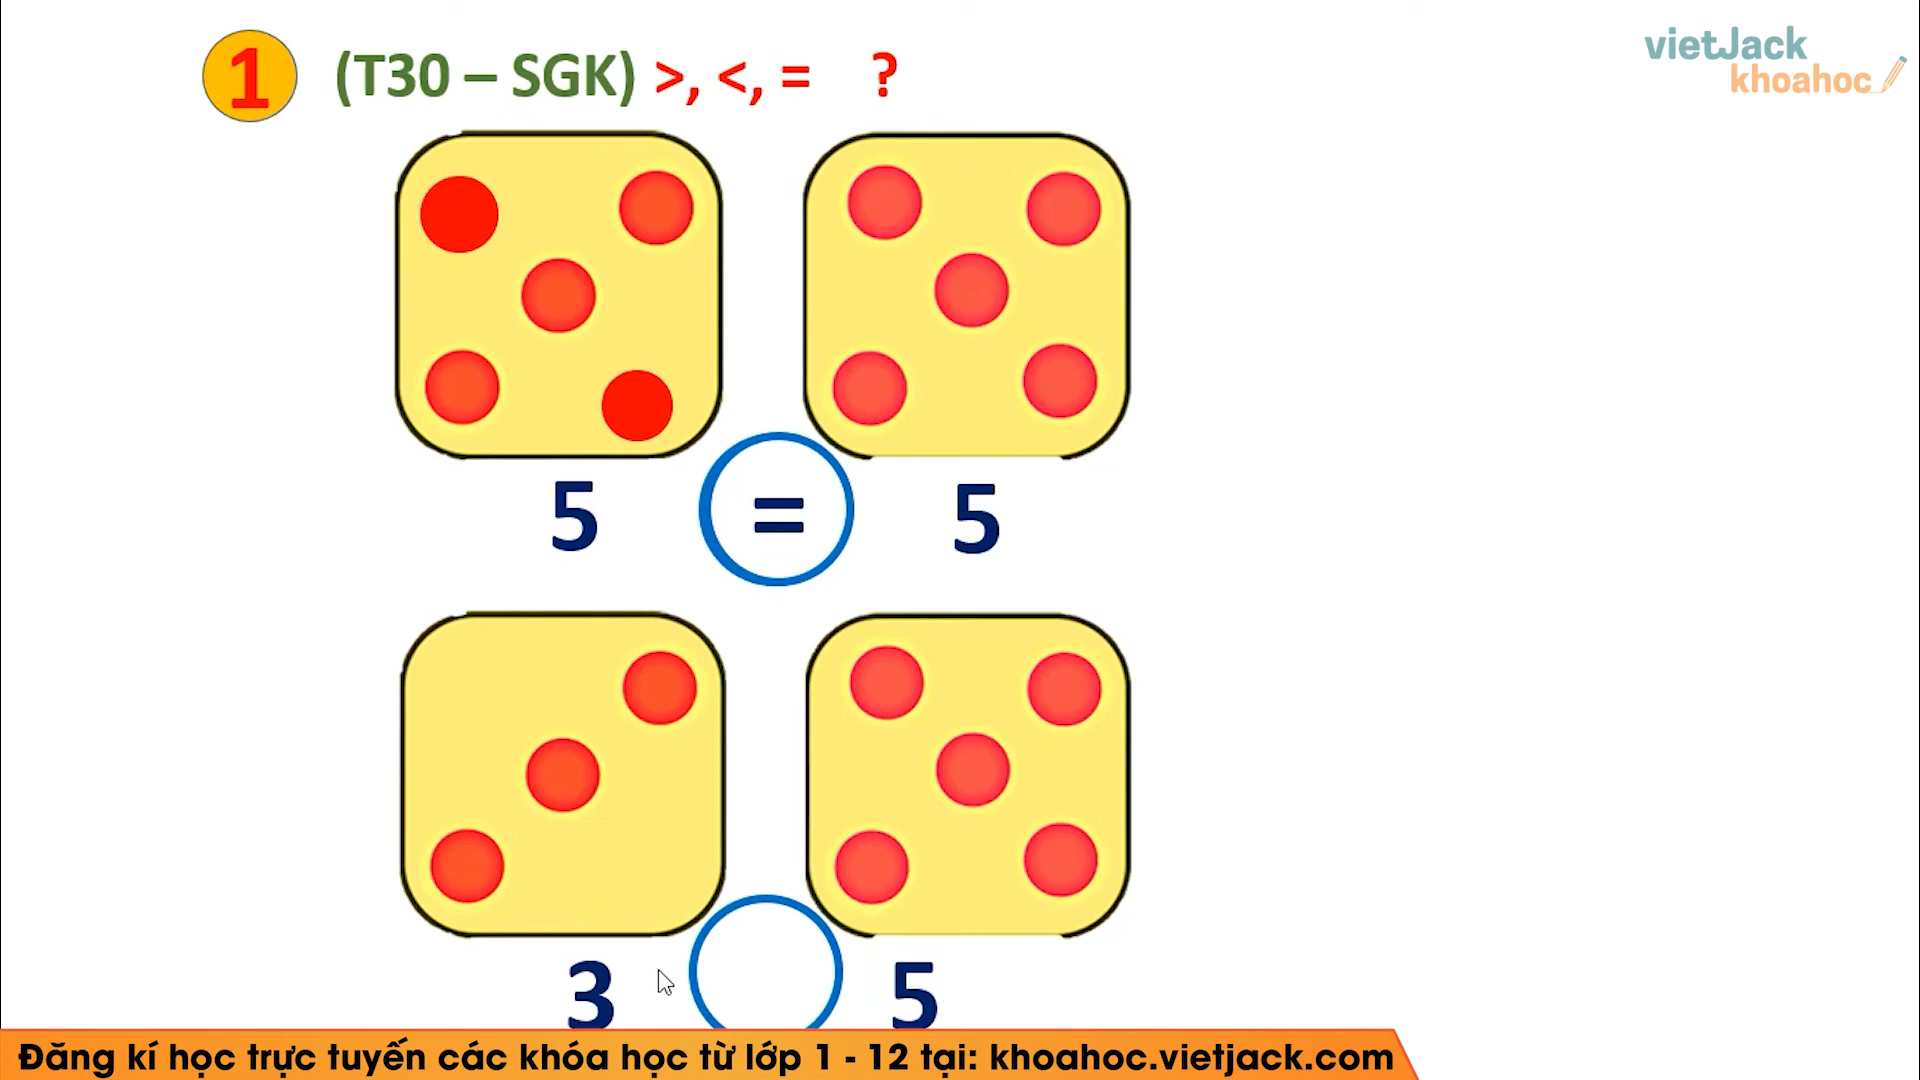 1 (T30 – SGK) >, <, = ?
vietJack
khoahoc
5 = 5
3 5
Đăng kí học trực tuyến các khóa học từ lớp 1 - 12 tại: khoahoc.vietjack.com